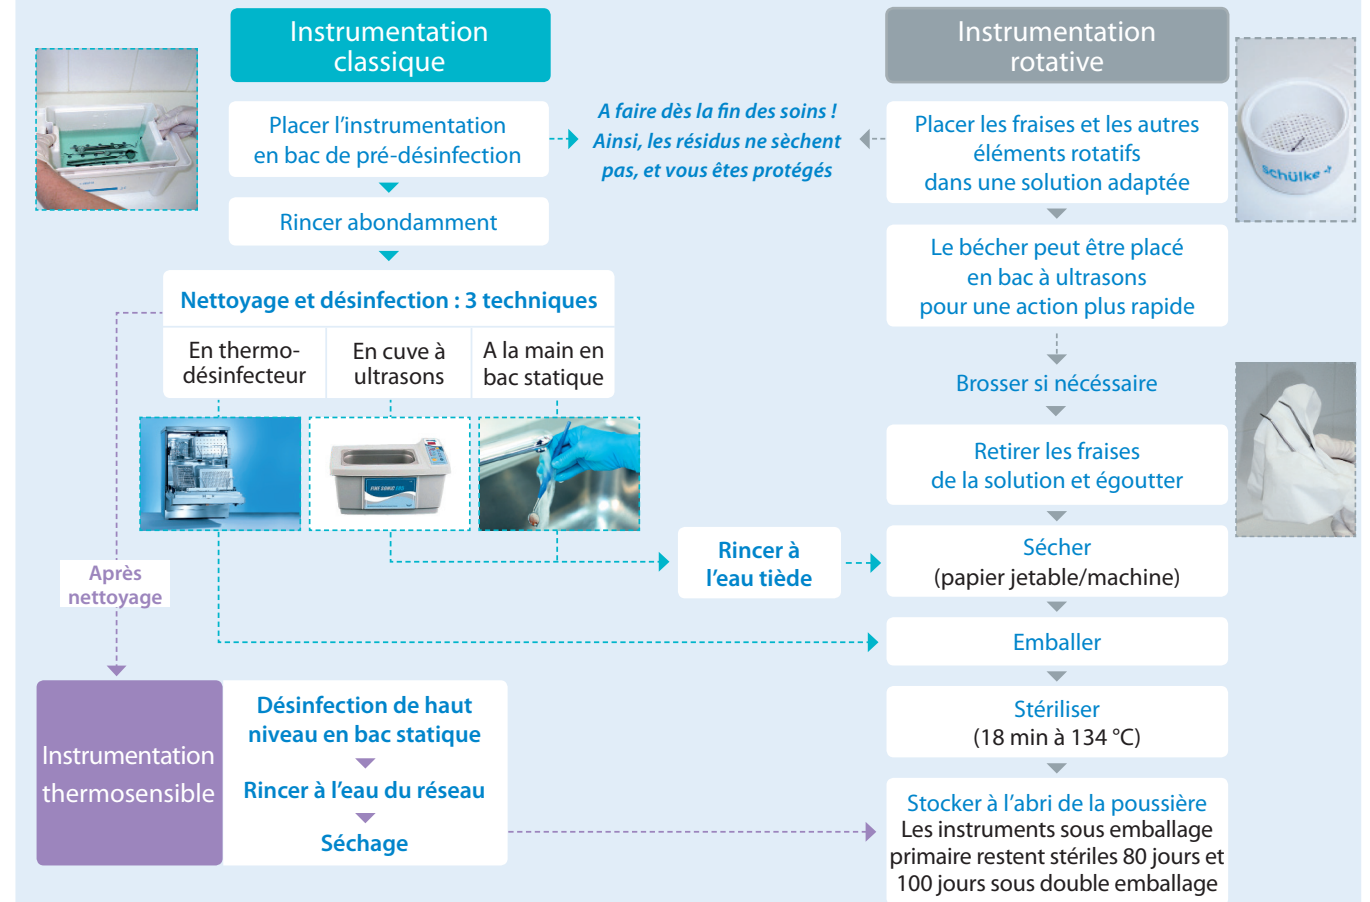 Instrumentation
classique
Instrumentation
rotative
Placer l’instrumentation
en bac de pré-désinfection
A faire dès la fin des soins !
Ainsi, les résidus ne sèchent
pas, et vous êtes protégés
Placer les fraises et les autres
éléments rotatifs
dans une solution adaptée
schülke
Rincer abondamment
Le bécher peut être placé
en bac à ultrasons
pour une action plus rapide
Nettoyage et désinfection : 3 techniques
En thermo-
désinfecteur
En cuve à
ultrasons
A la main en
bac statique
Brosser si nécéssaire
Retirer les fraises
de la solution et égoutter
Rincer à
l’eau tiède
Sécher
(papier jetable/machine)
Après
nettoyage
Emballer
Stériliser
(18 min à 134 °C)
Instrumentation
thermosensible
Désinfection de haut
niveau en bac statique
Rincer à l’eau du réseau
Séchage
Stocker à l’abri de la poussière
Les instruments sous emballage
primaire restent stériles 80 jours et
100 jours sous double emballage